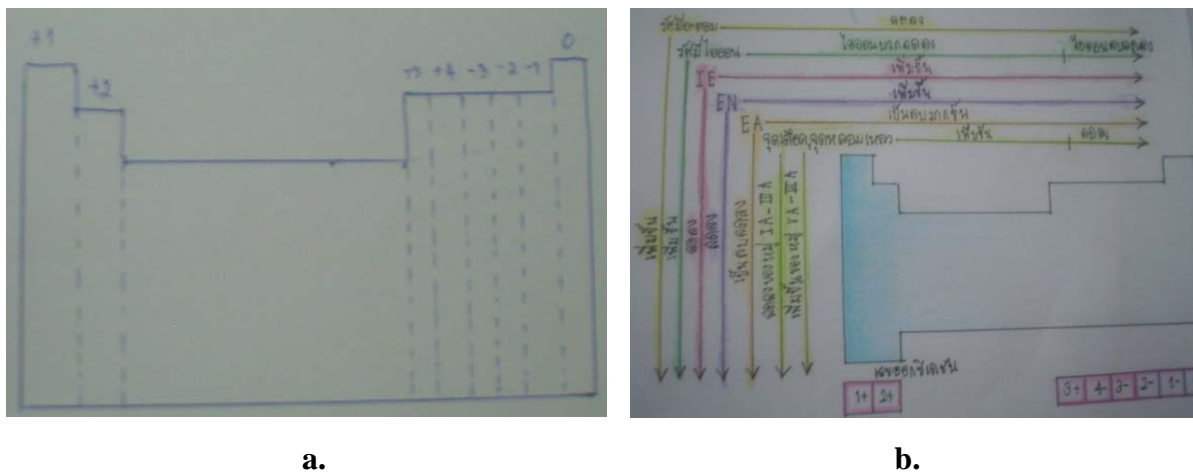 +1
+2
+3 +4 -3 -2 -1
0
รัศมีอะตอม ลดลง
รัศมีไอออน ไอออนบวกลดลง ไอออนลบลดลง
IE เพิ่มขึ้น
EN เพิ่มขึ้น
EA เป็นลบมากขึ้น
จุดเดือด, จุดหลอมเหลว เพิ่มขึ้น ลดลง
เพิ่มขึ้น
เพิ่มขึ้น
ลดลง
ลดลง
เป็นลบลดลง
ลดลงของหมู่ IA-IIIA
เพิ่มขึ้นของหมู่ VA-
เลขออกซิเดชัน
1+ 2+
3+ 4- 3- 2- 1-
a.
b.